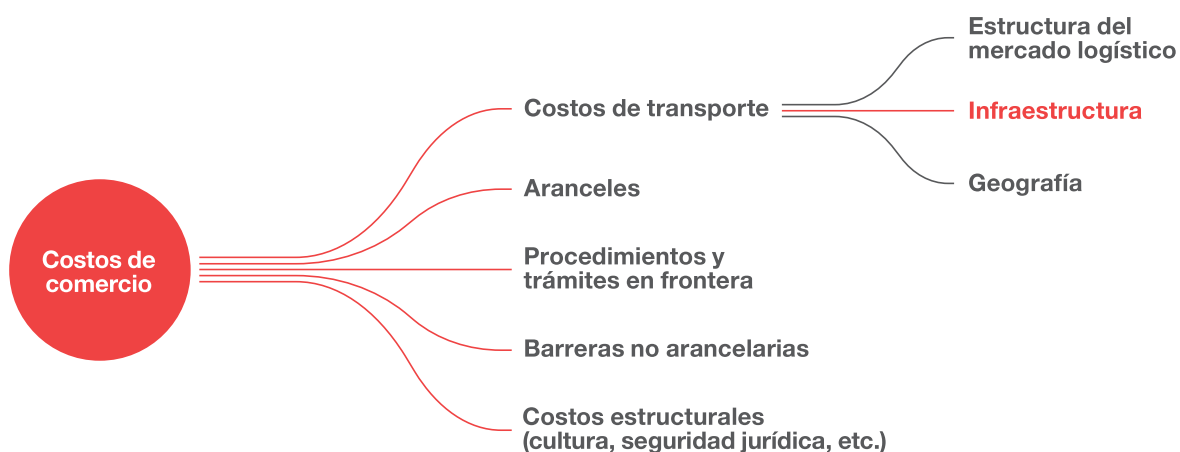 Costos de
comercio
Costos de transporte
Aranceles
Procedimientos y
trámites en frontera
Barreras no arancelarias
Costos estructurales
(cultura, seguridad jurídica, etc.)
Estructura del
mercado logístico
Infraestructura
Geografía